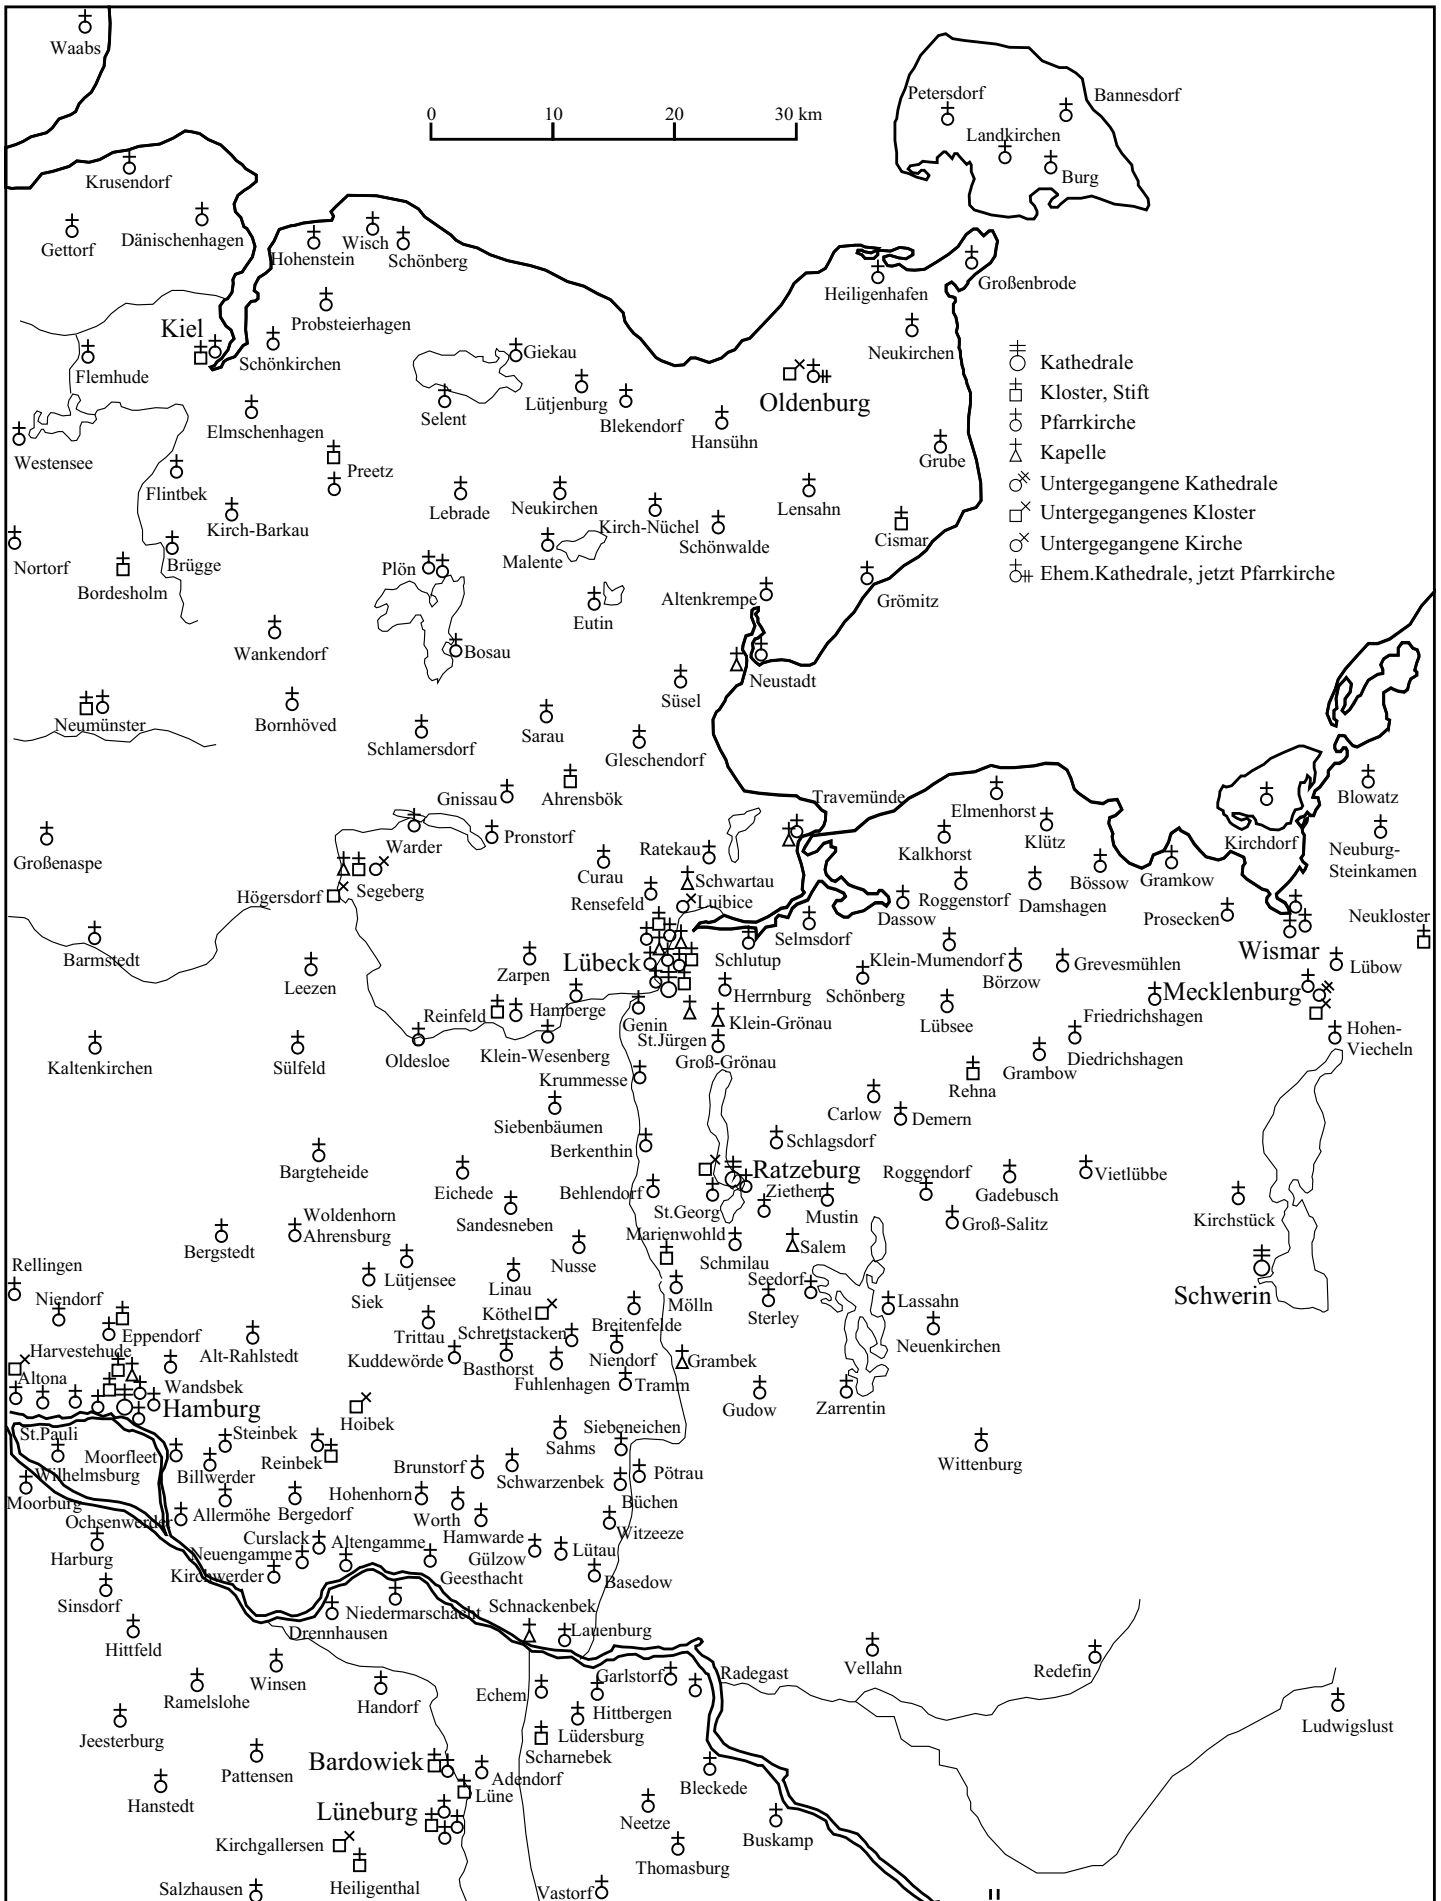 Waabs
0 10 20 30 km
Petersdorf
Bannesdorf
Landkirchen
Burg
Krusendorf
Gettorf
Dänischenhagen
Hohenstein
Wisch
Schönberg
Heiligenhafen
Großenbrode
Probsteierhagen
Kiel
Schönkirchen
Flemhude
Giekau
Neukirchen
Selent
Lütjenburg
Blekendorf
Oldenburg
Kathedrale
Kloster, Stift
Pfarrkirche
Kapelle
Untergegangene Kathedrale
Untergegangenes Kloster
Untergegangene Kirche
Ehem.Kathedrale, jetzt Pfarrkirche
Elmschenhagen
Hansühn
Westensee
Preetz
Grube
Flintbek
Kirch-Barkau
Lebrade
Neukirchen
Kirch-Nüchel
Lensahn
Schönwalde
Cismar
Nortorf
Brügge
Bordesholm
Plön
Malente
Eutin
Altenkrempe
Grömitz
Wankendorf
Bosau
Neustadt
Süsel
Neumünster
Bornhöved
Schlamersdorf
Sarau
Gleschendorf
Gnissau
Ahrensbök
Travemünde
Elmenhorst
Blowatz
Großenaspe
Warder
Pronstorf
Ratekau
Kalkhorst
Klütz
Kirchdorf
Neuburg-
Steinkamen
Curau
Schwartau
Bössow
Gramkow
Högersdorf
Segeberg
Rensefeld
Luibice
Dassow
Roggenstorf
Damshagen
Prosecken
Neukloster
Barmstedt
Selmsdorf
Wismar
Lübeck
Schlutup
Klein-Mumendorf
Leezen
Zarpen
Schönberg
Börzow
Grevesmühlen
Lübow
Mecklenburg
Reinfeld
Hamberge
Herrnburg
Genin
St.Jürgen
Klein-Grönau
Lübsee
Friedrichshagen
Hohen-
Viecheln
Kaltenkirchen
Sülfeld
Oldesloe
Klein-Wesenberg
Groß-Grönau
Diedrichshagen
Grambow
Krummesse
Rehna
Siebenbäumen
Carlow
Demern
Berkenthin
Schlagsdorf
Bargteheide
Ratzeburg
Eichede
Behlendorf
Ziethen
Roggendorf
Gadebusch
Vietlübbe
St.Georg
Mustin
Sandesneben
Groß-Salitz
Kirchstück
Woldenhorn
Ahrensburg
Marienwohld
Bergstedt
Salem
Schmilau
Rellingen
Lütjensee
Nusse
Seedorf
Siek
Linau
Mölln
Schwerin
Niendorf
Köthel
Sterley
Lassahn
Eppendorf
Trittau
Schrettstacken
Breitenfelde
Neuenkirchen
Harvestehude
Alt-Rahlstedt
Kuddewörde
Basthorst
Niendorf
Grambek
Altona
Wandsbek
Fuhlenhagen
Tramm
Hamburg
Hoibek
Gudow
Zarrentin
St.Pauli
Steinbek
Siebeneichen
Sahms
Moorfleet
Reinbek
Wittenburg
Wilhelmsburg
Billwerder
Brunstorf
Schwarzenbek
Pötrau
Moorburg
Hohenhorn
Büchen
Ochsenwerder
Allermöhe
Bergedorf
Worth
Hamwarde
Witzeeze
Curslack
Altengamme
Harburg
Neuengamme
Gülzow
Lütau
Kirchwerder
Geesthacht
Basedow
Sinsdorf
Niedermarschacht
Schnackenbek
Hittfeld
Drennhausen
Lauenburg
Winsen
Garlstorf
Radegast
Vellahn
Redefin
Ramelslohe
Handorf
Echem
Hittbergen
Jeesterburg
Lüdersburg
Ludwigslust
Scharnebek
Bardowiek
Pattensen
Adendorf
Bleckede
Hanstedt
Lüne
Lüneburg
Neetze
Buskamp
Kirchgallersen
Thomasburg
Salzhausen
Heiligenthal
Vastorf